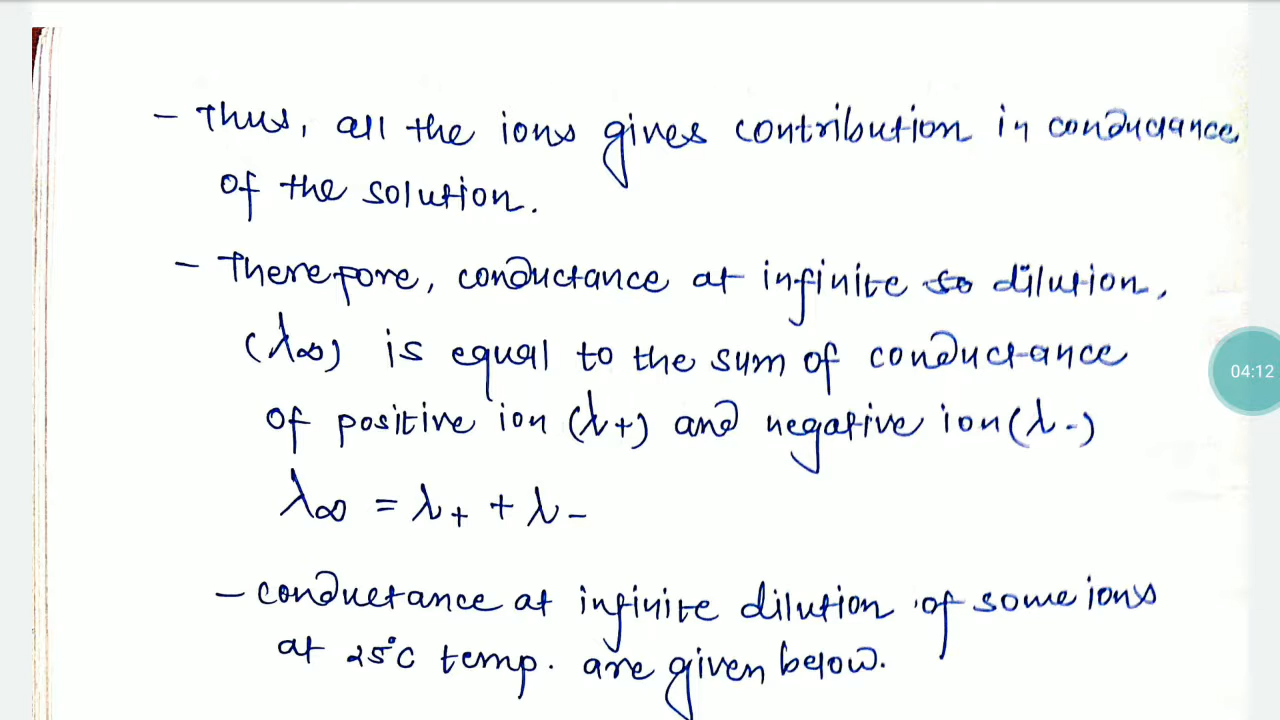 - Thus, all the ions gives contribution in conductance
of the solution.
- Therefore, conductance at infinite so dilution,
(λ∞) is equal to the sum of conductance
of positive ion (λ+) and negative ion (λ-)
λ∞ = λ+ + λ-
- conductance at infinite dilution of some ions
at 25°C temp. are given below.
04:12